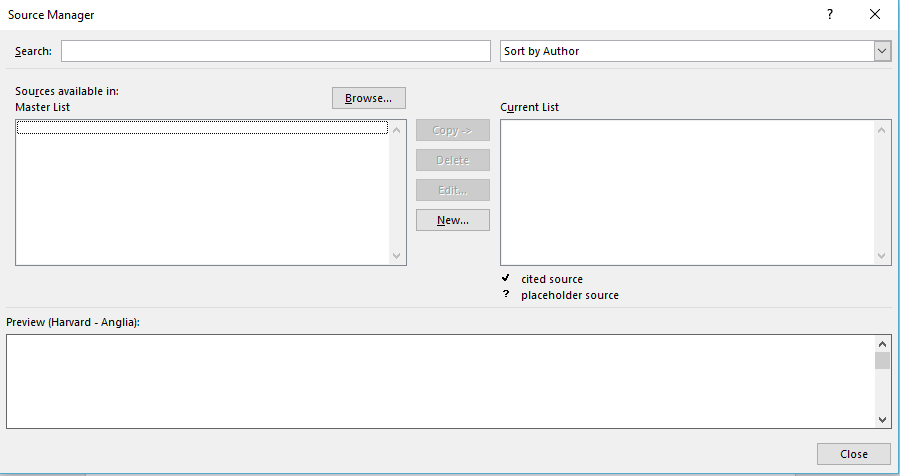 Source Manager
?
Search:
Sort by Author
Sources available in:
Master List
Browse...
Current List
Copy ->
Delete
Edit...
New...
cited source
? placeholder source
Preview (Harvard - Anglia):
Close